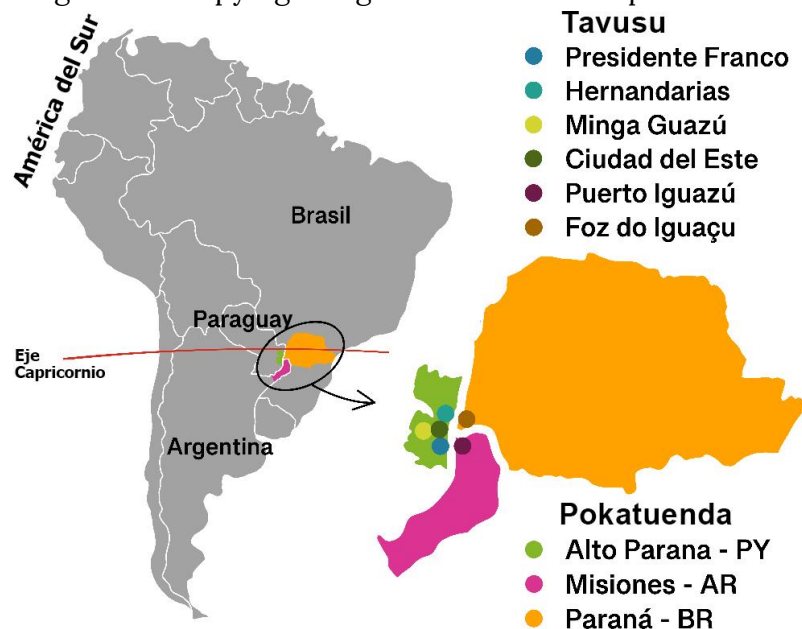 América del Sur
Brasil
Paraguay
Eje
Capricornio
Argentina
Tavusu
Presidente Franco
Hernandarias
Minga Guazú
Ciudad del Este
Puerto Iguazú
Foz do Iguaçu
Pokatuenda
Alto Parana - PY
Misiones - AR
Paraná - BR